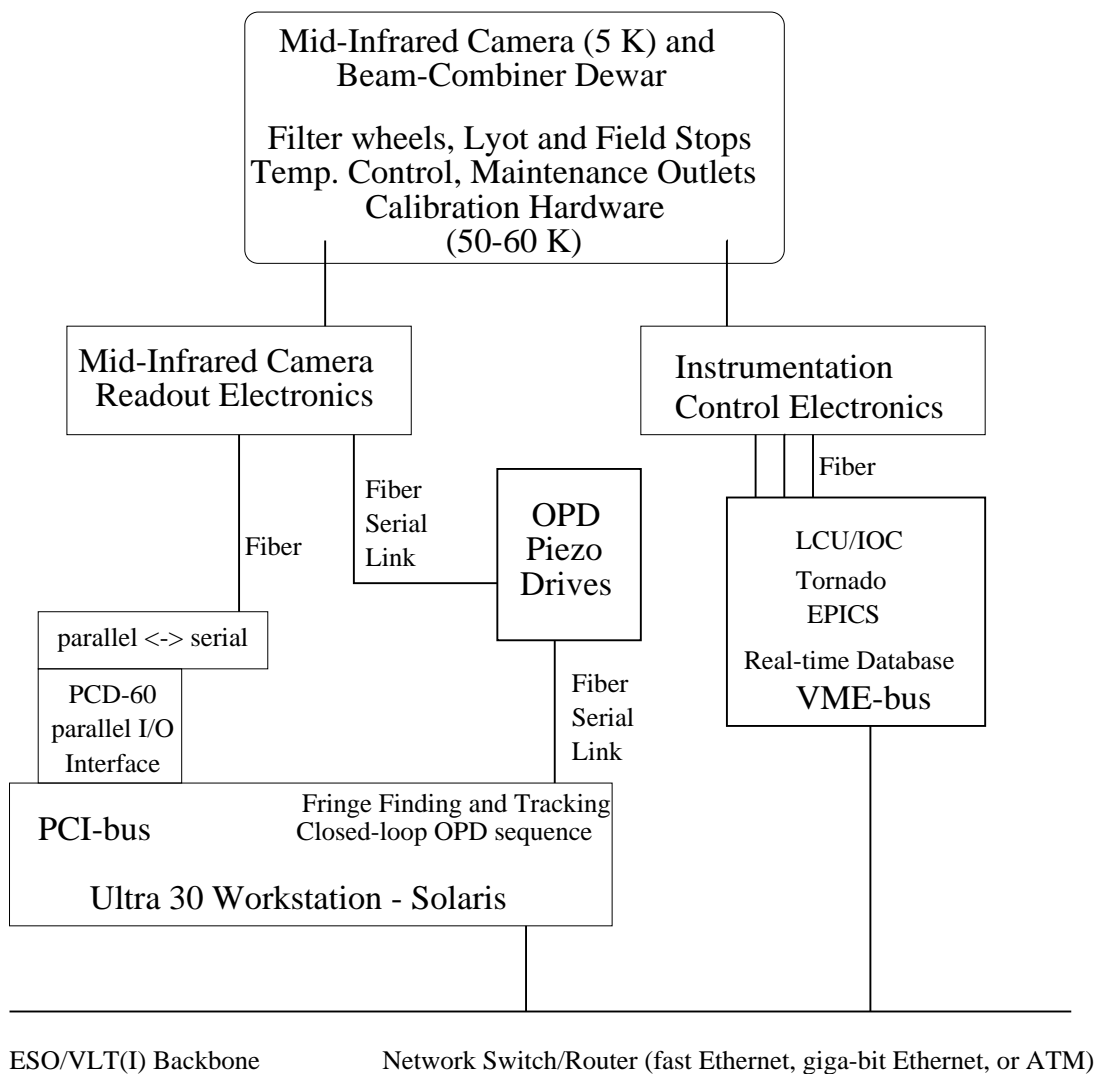 Mid-Infrared Camera (5 K) and
Beam-Combiner Dewar
Filter wheels, Lyot and Field Stops
Temp. Control, Maintenance Outlets
Calibration Hardware
(50-60 K)
Mid-Infrared Camera
Readout Electronics
Instrumentation
Control Electronics
Fiber
Fiber
Serial
Link
Fiber
OPD
Piezo
Drives
LCU/IOC
Tornado
EPICS
Real-time Database
VME-bus
parallel <-> serial
PCD-60
parallel I/O
Interface
Fiber
Serial
Link
Fringe Finding and Tracking
Closed-loop OPD sequence
PCI-bus
Ultra 30 Workstation - Solaris
ESO/VLT(I) Backbone
Network Switch/Router (fast Ethernet, giga-bit Ethernet, or ATM)